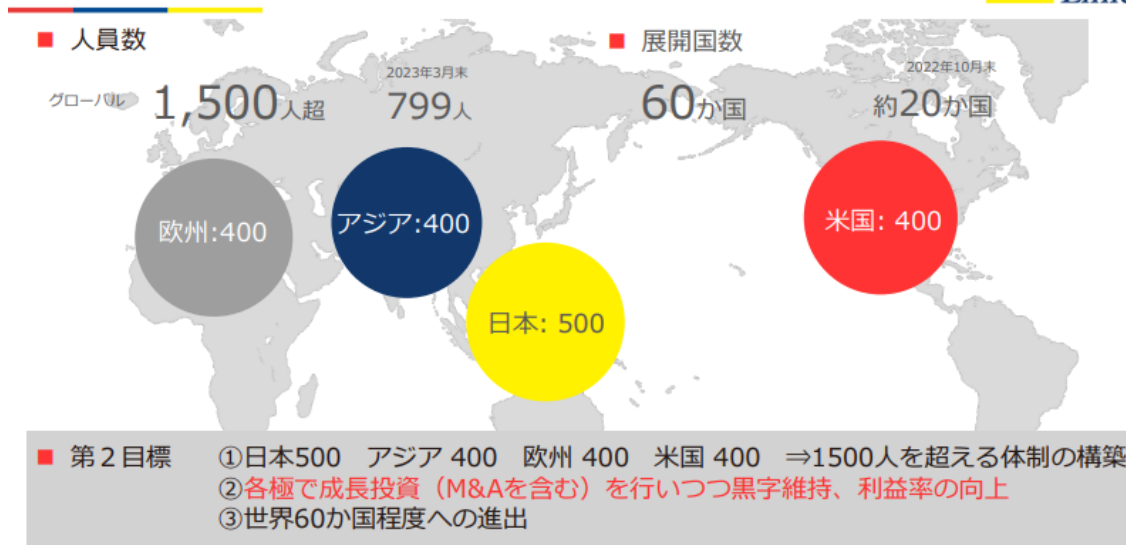 ■ 人員数
■ 展開国数
2023年3月末
2022年10月末
グローバル 1,500人超
799人
60か国
約20か国
欧州:400
アジア:400
米国: 400
日本: 500
■ 第２目標 ①日本500 アジア 400 欧州 400 米国 400 ⇒1500人を超える体制の構築
②各極で成長投資（M&Aを含む）を行いつつ黒字維持、利益率の向上
③世界60か国程度への進出